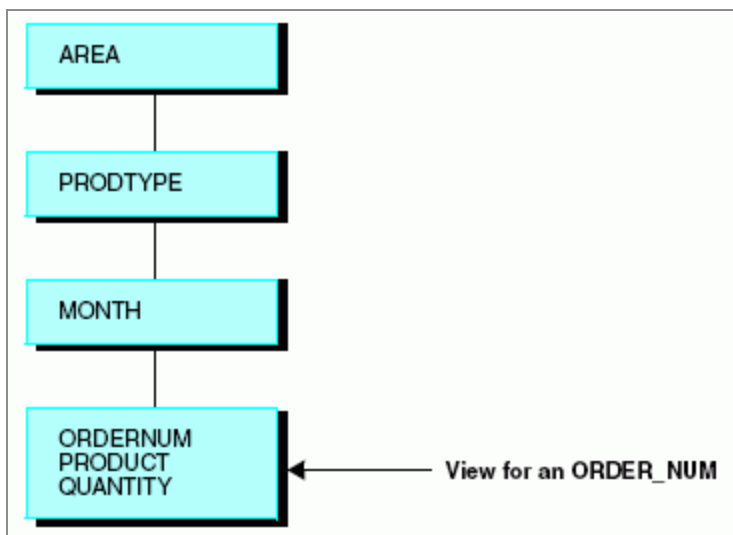 AREA
PRODTYPE
MONTH
ORDERNUM
PRODUCT
QUANTITY
View for an ORDER_NUM